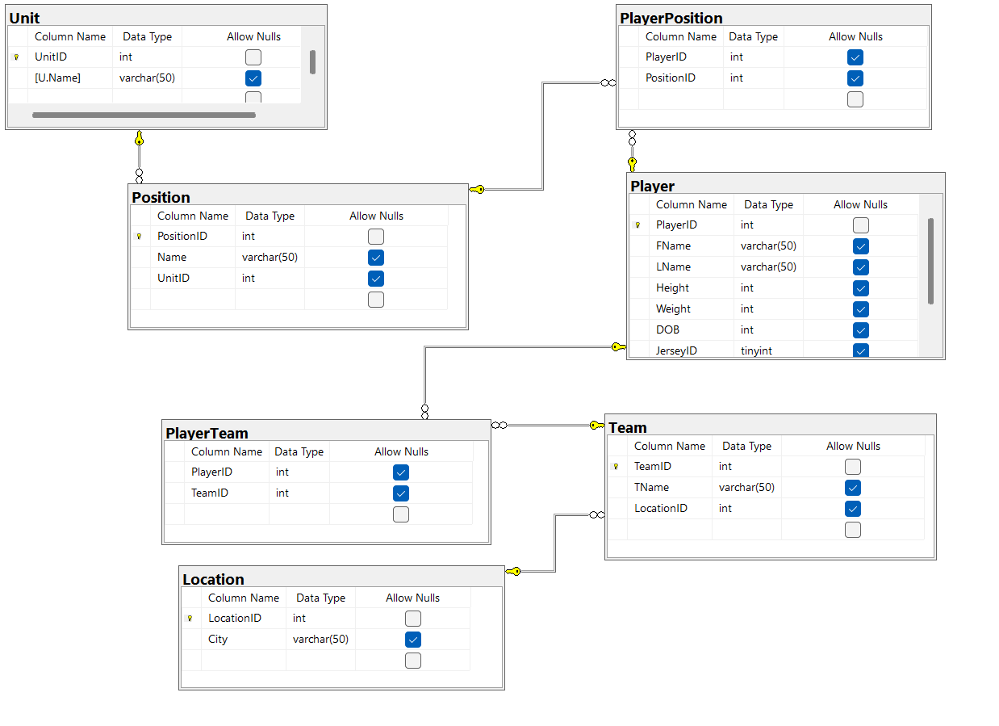 Unit
Column Name Data Type Allow Nulls
UnitID int
[U.Name] varchar(50)
PlayerPosition
Column Name Data Type Allow Nulls
PlayerID int
PositionID int
Position
Column Name Data Type Allow Nulls
PositionID int
Name varchar(50)
UnitID int
Player
Column Name Data Type Allow Nulls
PlayerID int
FName varchar(50)
LName varchar(50)
Height int
Weight int
DOB int
JerseyID tinyint
PlayerTeam
Column Name Data Type Allow Nulls
PlayerID int
TeamID int
Team
Column Name Data Type Allow Nulls
TeamID int
TName varchar(50)
LocationID int
Location
Column Name Data Type Allow Nulls
LocationID int
City varchar(50)